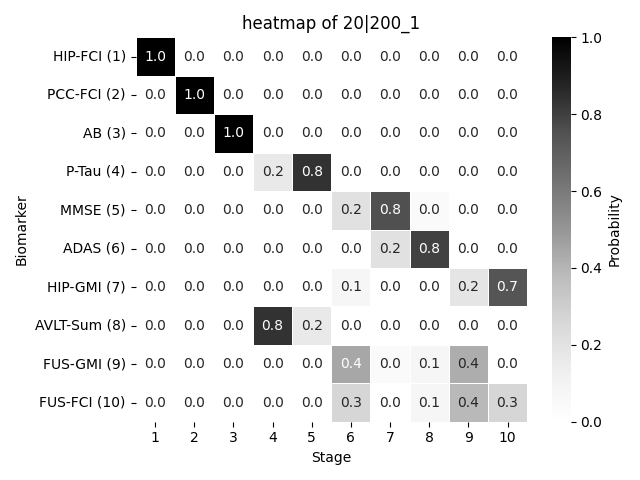 heatmap of 20|200_1
HIP-FCI (1) 1.0 0.0 0.0 0.0 0.0 0.0 0.0 0.0 0.0 0.0
PCC-FCI (2) 0.0 1.0 0.0 0.0 0.0 0.0 0.0 0.0 0.0 0.0
AB (3) 0.0 0.0 1.0 0.0 0.0 0.0 0.0 0.0 0.0 0.0
P-Tau (4) 0.0 0.0 0.0 0.2 0.8 0.0 0.0 0.0 0.0 0.0
MMSE (5) 0.0 0.0 0.0 0.0 0.0 0.2 0.8 0.0 0.0 0.0
ADAS (6) 0.0 0.0 0.0 0.0 0.0 0.0 0.2 0.8 0.0 0.0
HIP-GMI (7) 0.0 0.0 0.0 0.0 0.0 0.1 0.0 0.0 0.2 0.7
AVLT-Sum (8) 0.0 0.0 0.0 0.8 0.2 0.0 0.0 0.0 0.0 0.0
FUS-GMI (9) 0.0 0.0 0.0 0.0 0.0 0.4 0.0 0.1 0.4 0.0
FUS-FCI (10) 0.0 0.0 0.0 0.0 0.0 0.3 0.0 0.1 0.4 0.3
1 2 3 4 5 6 7 8 9 10
Stage
Biomarker
1.0
0.8
0.6
0.4
0.2
0.0
Probability